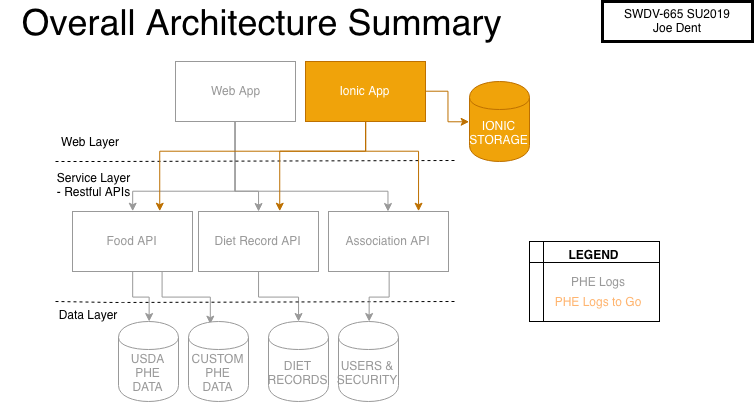 Overall Architecture Summary
SWDV-665 SU2019
Joe Dent
Web App
Ionic App
IONIC
STORAGE
Web Layer
Service Layer
- Restful APIs
Food API
Diet Record API
Association API
LEGEND
PHE Logs
PHE Logs to Go
Data Layer
USDA
PHE
DATA
CUSTOM
PHE
DATA
DIET
RECORDS
USERS &
SECURITY